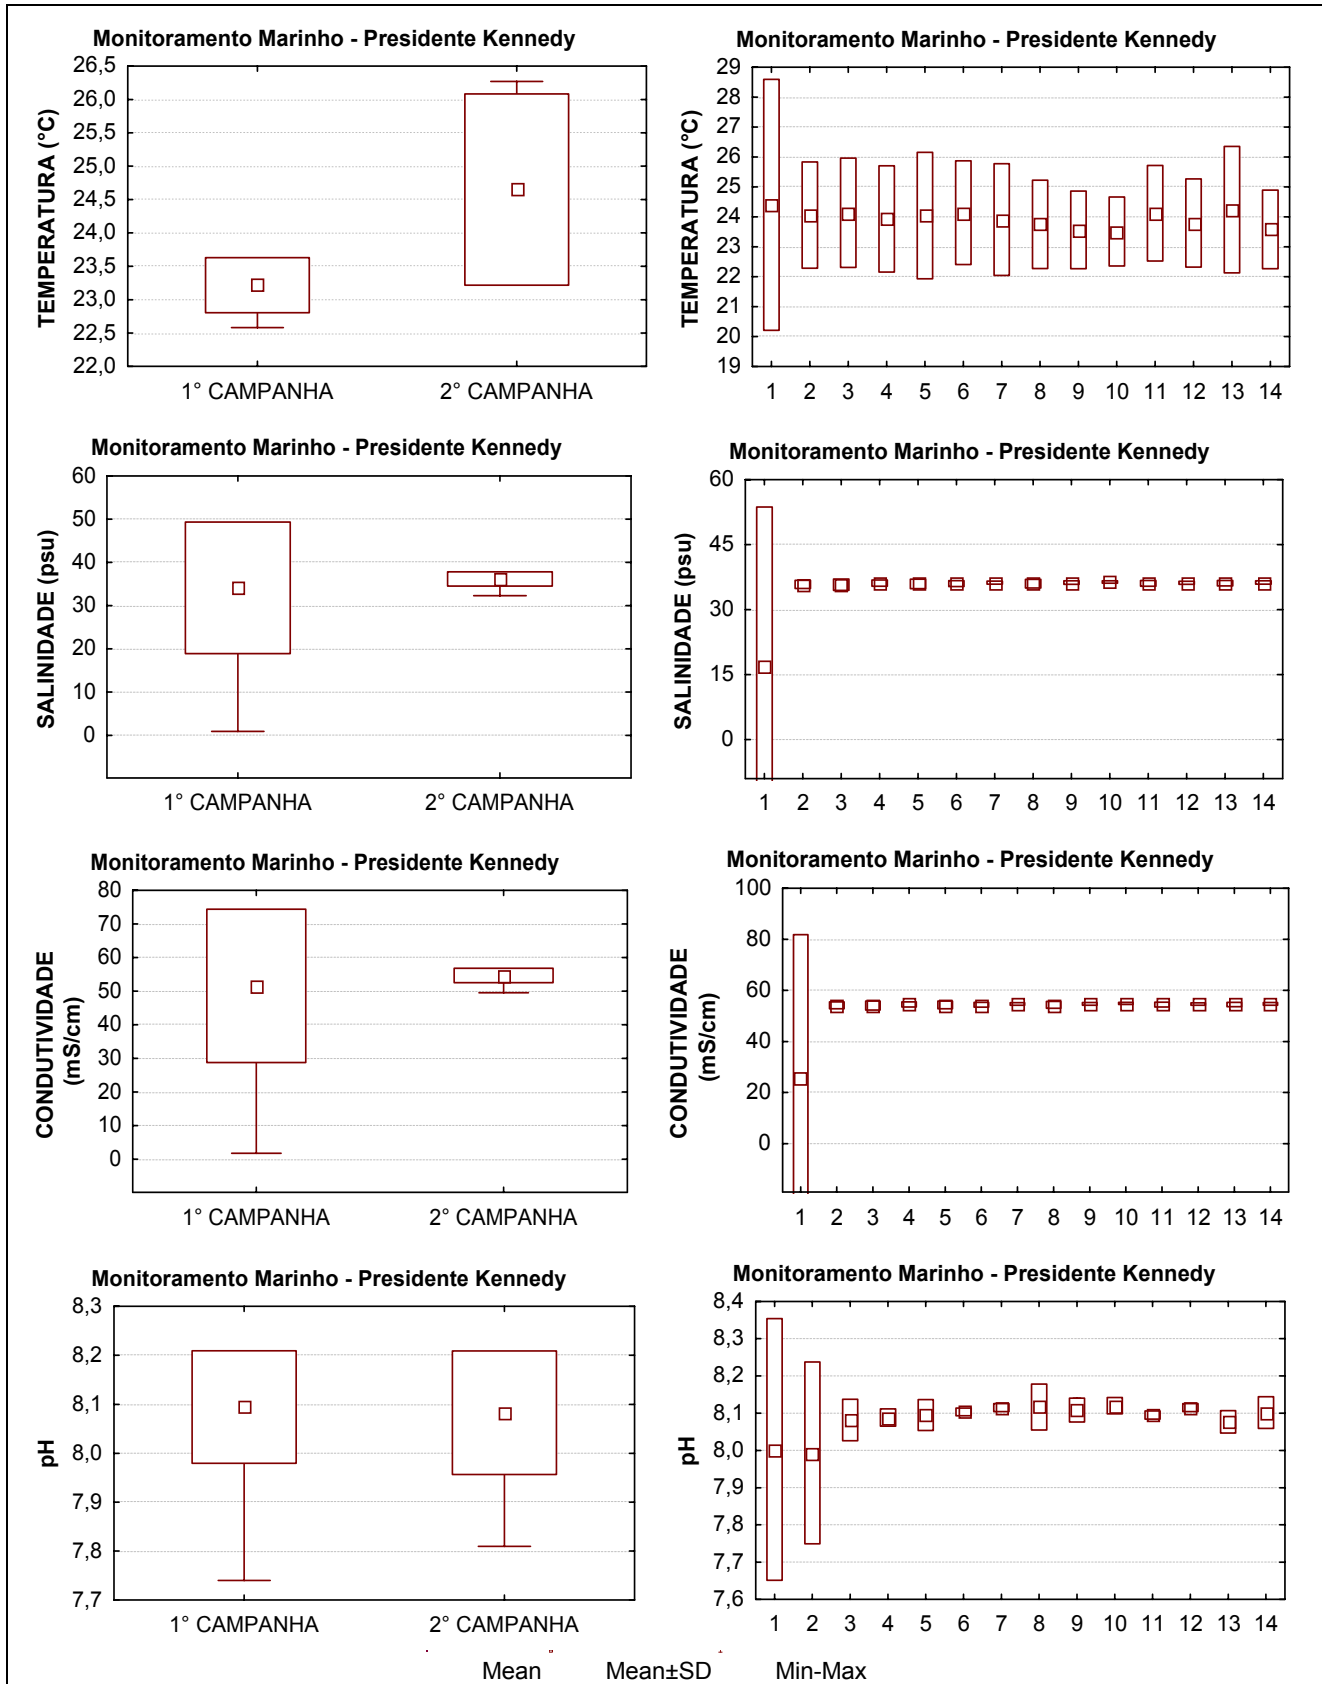 Monitoramento Marinho - Presidente Kennedy
TEMPERATURA (°C)
26,5
26,0
25,5
25,0
24,5
24,0
23,5
23,0
22,5
22,0
1° CAMPANHA 2° CAMPANHA
Monitoramento Marinho - Presidente Kennedy
TEMPERATURA (°C)
29
28
27
26
25
24
23
22
21
20
19
1 2 3 4 5 6 7 8 9 10 11 12 13 14
Monitoramento Marinho - Presidente Kennedy
SALINIDADE (psu)
60
50
40
30
20
10
0
1° CAMPANHA 2° CAMPANHA
Monitoramento Marinho - Presidente Kennedy
SALINIDADE (psu)
60
45
30
15
0
1 2 3 4 5 6 7 8 9 10 11 12 13 14
Monitoramento Marinho - Presidente Kennedy
CONDUTIVIDADE
(mS/cm)
80
70
60
50
40
30
20
10
0
1° CAMPANHA 2° CAMPANHA
Monitoramento Marinho - Presidente Kennedy
CONDUTIVIDADE
(mS/cm)
100
80
60
40
20
0
1 2 3 4 5 6 7 8 9 10 11 12 13 14
Monitoramento Marinho - Presidente Kennedy
pH
8,3
8,2
8,1
8,0
7,9
7,8
7,7
1° CAMPANHA 2° CAMPANHA
Monitoramento Marinho - Presidente Kennedy
pH
8,4
8,3
8,2
8,1
8,0
7,9
7,8
7,7
7,6
1 2 3 4 5 6 7 8 9 10 11 12 13 14
Mean Mean±SD Min-Max